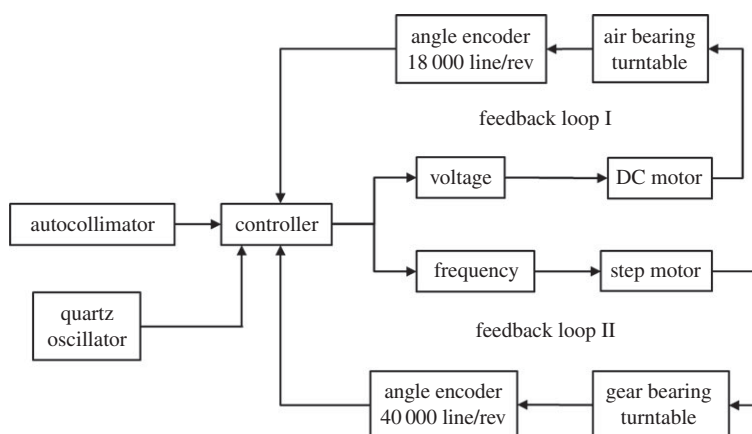 angle encoder
18 000 line/rev
air bearing
turntable
feedback loop I
voltage
DC motor
autocollimator
controller
frequency
step motor
quartz
oscillator
feedback loop II
angle encoder
40 000 line/rev
gear bearing
turntable